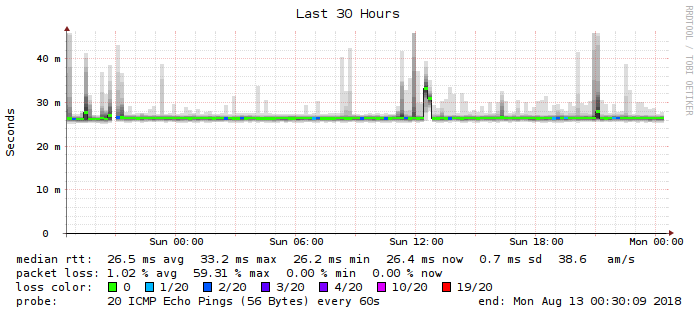 Last 30 Hours
RRDTOOL / TOBI OETIKER
Seconds
40 m
30 m
20 m
10 m
0
Sun 00:00 Sun 06:00 Sun 12:00 Sun 18:00 Mon 00:00
median rtt: 26.5 ms avg 33.2 ms max 26.2 ms min 26.4 ms now 0.7 ms sd 38.6 am/s
packet loss: 1.02 % avg 59.31 % max 0.00 % min 0.00 % now
loss color: 0 1/20 2/20 3/20 4/20 10/20 19/20
probe: 20 ICMP Echo Pings (56 Bytes) every 60s end: Mon Aug 13 00:30:09 2018